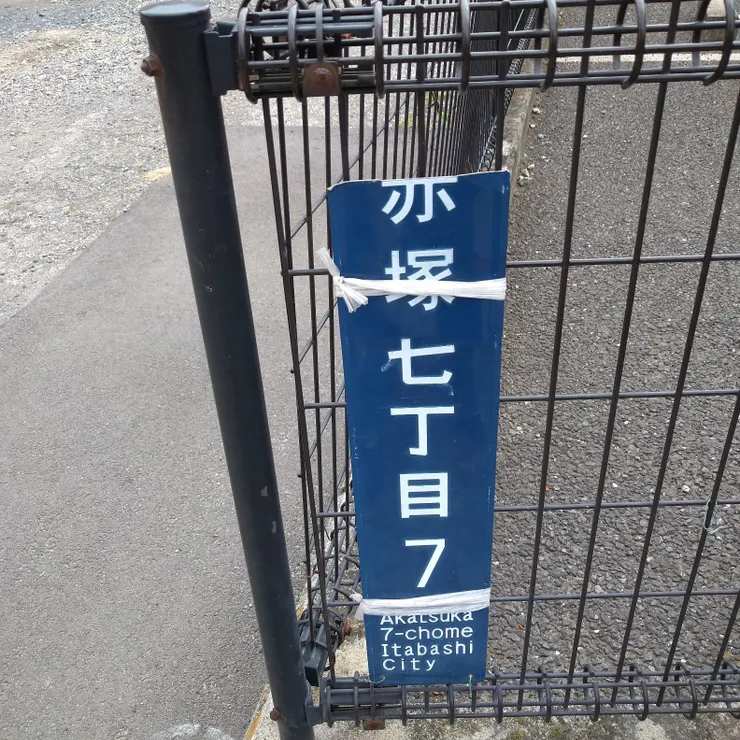 赤塚七丁目7
Akatsuka
7-chome
Itabashi
City